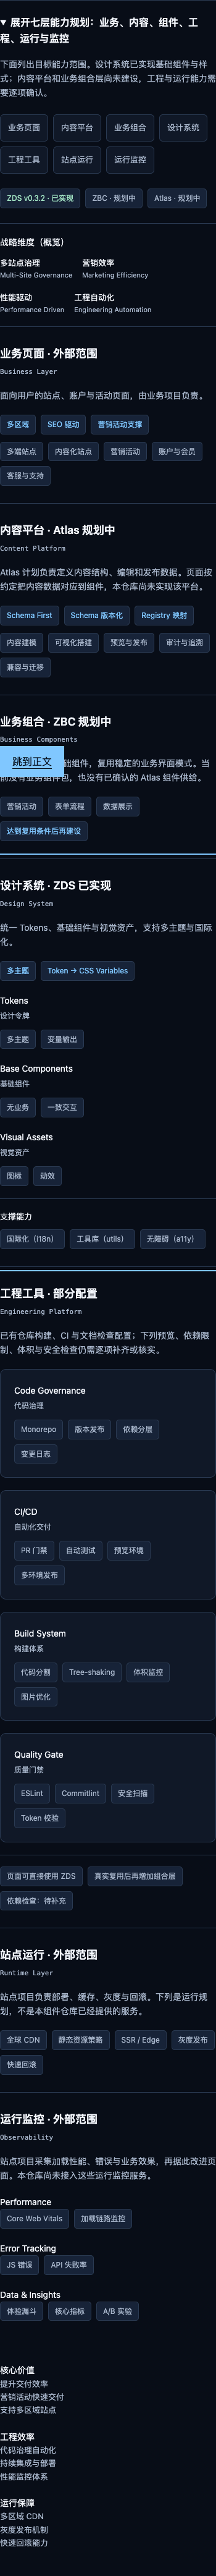 ▼ 展开七层能力规划：业务、内容、组件、工
程、运行与监控
下面列出目标能力范围。设计系统已实现基础组件与样
式；内容平台和业务组合层尚未建设，工程与运行能力需
要逐项确认。
业务页面 内容平台 业务组合 设计系统
工程工具 站点运行 运行监控
ZDS v0.3.2 · 已实现 ZBC · 规划中 Atlas · 规划中
战略维度（概览）
多站点治理 营销效率
Multi-Site Governance Marketing Efficiency
性能驱动 工程自动化
Performance Driven Engineering Automation
业务页面 · 外部范围
Business Layer
面向用户的站点、账户与活动页面，由业务项目负责。
多区域 SEO 驱动 营销活动支撑
多端站点 内容化站点 营销活动 账户与会员
客服与支持
内容平台 · Atlas 规划中
Content Platform
Atlas 计划负责定义内容结构、编辑和发布数据。页面按
约定把内容数据对应到组件，本仓库尚未实现该平台。
Schema First Schema 版本化 Registry 映射
内容建模 可视化搭建 预览与发布 审计与追溯
兼容与迁移
业务组合 · ZBC 规划中
Business Components
跳到正文
础组件，复用稳定的业务界面模式。当
前没有业务组件包，也没有已确认的 Atlas 组件供给。
营销活动 表单流程 数据展示
达到复用条件后再建设
设计系统 · ZDS 已实现
Design System
统一 Tokens、基础组件与视觉资产，支持多主题与国际
化。
多主题 Token → CSS Variables
Tokens
设计令牌
多主题 变量输出
Base Components
基础组件
无业务 一致交互
Visual Assets
视觉资产
图标 动效
支撑能力
国际化（i18n） 工具库（utils） 无障碍（a11y）
工程工具 · 部分配置
Engineering Platform
已有仓库构建、CI 与文档检查配置；下列预览、依赖限
制、体积与安全检查仍需逐项补齐或核实。
Code Governance
代码治理
Monorepo 版本发布 依赖分层
变更日志
CI/CD
自动化交付
PR 门禁 自动测试 预览环境
多环境发布
Build System
构建体系
代码分割 Tree-shaking 体积监控
图片优化
Quality Gate
质量门禁
ESLint Commitlint 安全扫描
Token 校验
页面可直接使用 ZDS 真实复用后再增加组合层
依赖检查：待补充
站点运行 · 外部范围
Runtime Layer
站点项目负责部署、缓存、灰度与回滚。下列是运行规
划，不是本组件仓库已经提供的服务。
全球 CDN 静态资源策略 SSR / Edge 灰度发布
快速回滚
运行监控 · 外部范围
Observability
站点项目采集加载性能、错误与业务效果，再据此改进页
面。本仓库尚未接入这些运行监控服务。
Performance
Core Web Vitals 加载链路监控
Error Tracking
JS 错误 API 失败率
Data & Insights
体验漏斗 核心指标 A/B 实验
核心价值
提升交付效率
营销活动快速交付
支持多区域站点
工程效率
代码治理自动化
持续集成与部署
性能监控体系
运行保障
多区域 CDN
灰度发布机制
快速回滚能力